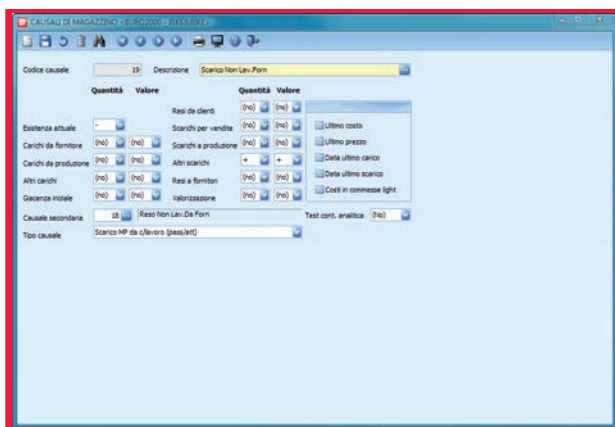 CAUSALI DI MAGAZZINO <EURO2000 - BIKE&BIKE>
Codice causale 19 Descrizione Scarico Non Lav.Forn
Quantità Valore Quantità Valore
Resi da clienti (no) (no)
Esistenza attuale - Scarichi per vendite (no) (no) Ultimo costo
Carichi da fornitore (no) (no) Scarichi a produzione (no) (no) Ultimo prezzo
Carichi da produzione (no) (no) Altri scarichi + + Data ultimo carico
Altri carichi (no) (no) Resi a fornitori (no) (no) Data ultimo scarico
Giacenza iniziale (no) (no) Valorizzazione (no) (no) Costi in commesse light
Causale secondaria 18 Reso Non Lav.Da Forn Test cont. analitica (No)
Tipo causale Scarico MP da c/lavoro (pass/att)